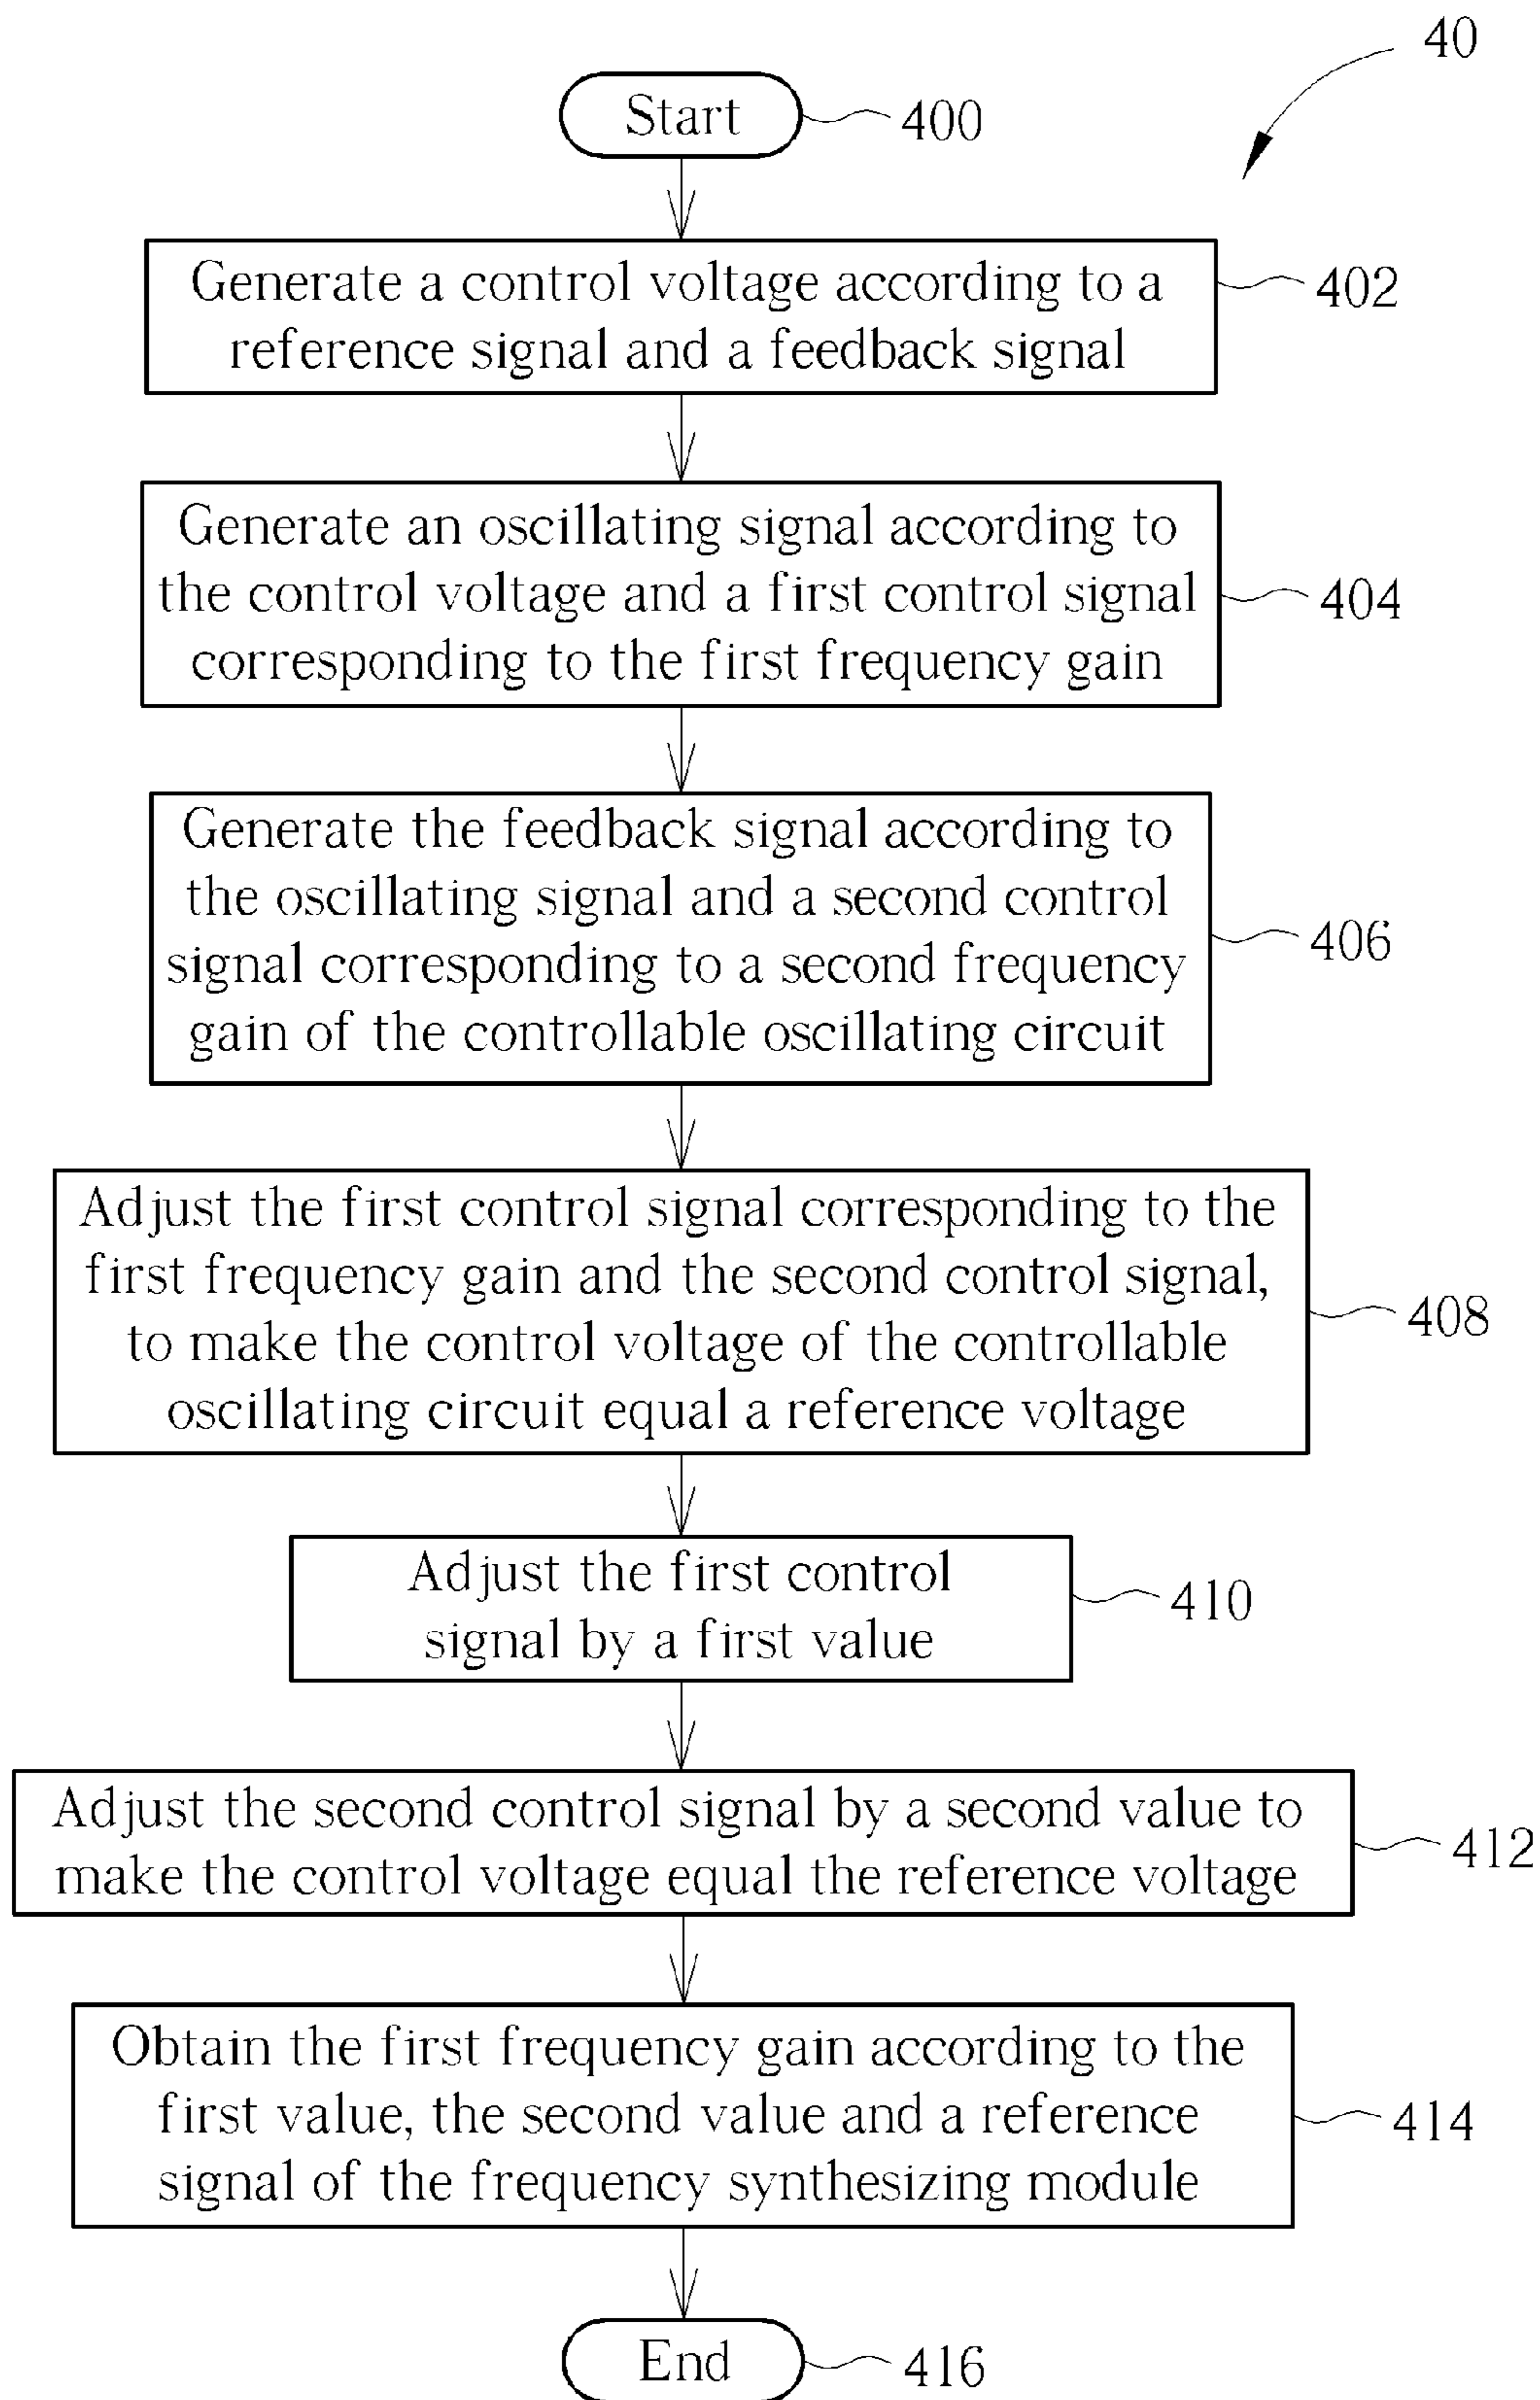 40
Start
400
Generate a control voltage according to a
reference signal and a feedback signal
402
Generate an oscillating signal according to
the control voltage and a first control signal
corresponding to the first frequency gain
404
Generate the feedback signal according to
the oscillating signal and a second control
signal corresponding to a second frequency
gain of the controllable oscillating circuit
406
Adjust the first control signal corresponding to the
first frequency gain and the second control signal,
to make the control voltage of the controllable
oscillating circuit equal a reference voltage
408
Adjust the first control
signal by a first value
410
Adjust the second control signal by a second value to
make the control voltage equal the reference voltage
412
Obtain the first frequency gain according to the
first value, the second value and a reference
signal of the frequency synthesizing module
414
End
416